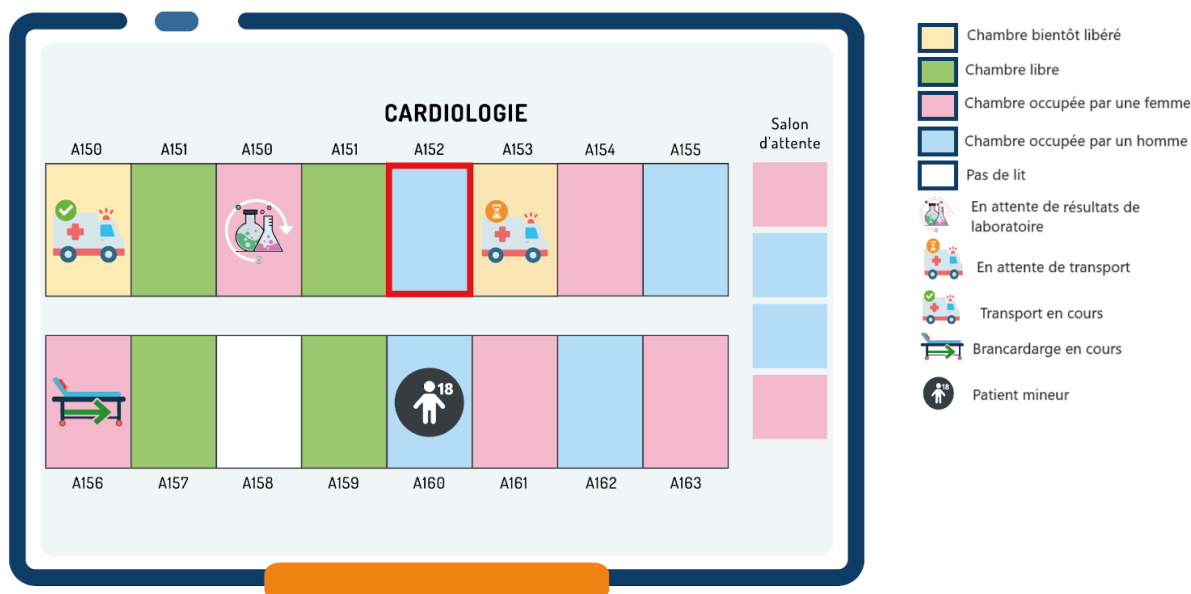 CARDIOLOGIE
Salon
d'attente
A150 A151 A150 A151 A152 A153 A154 A155
18
A156 A157 A158 A159 A160 A161 A162 A163
Chambre bientôt libéré
Chambre libre
Chambre occupée par une femme
Chambre occupée par un homme
Pas de lit
En attente de résultats de
laboratoire
En attente de transport
Transport en cours
Brancardarge en cours
18
Patient mineur